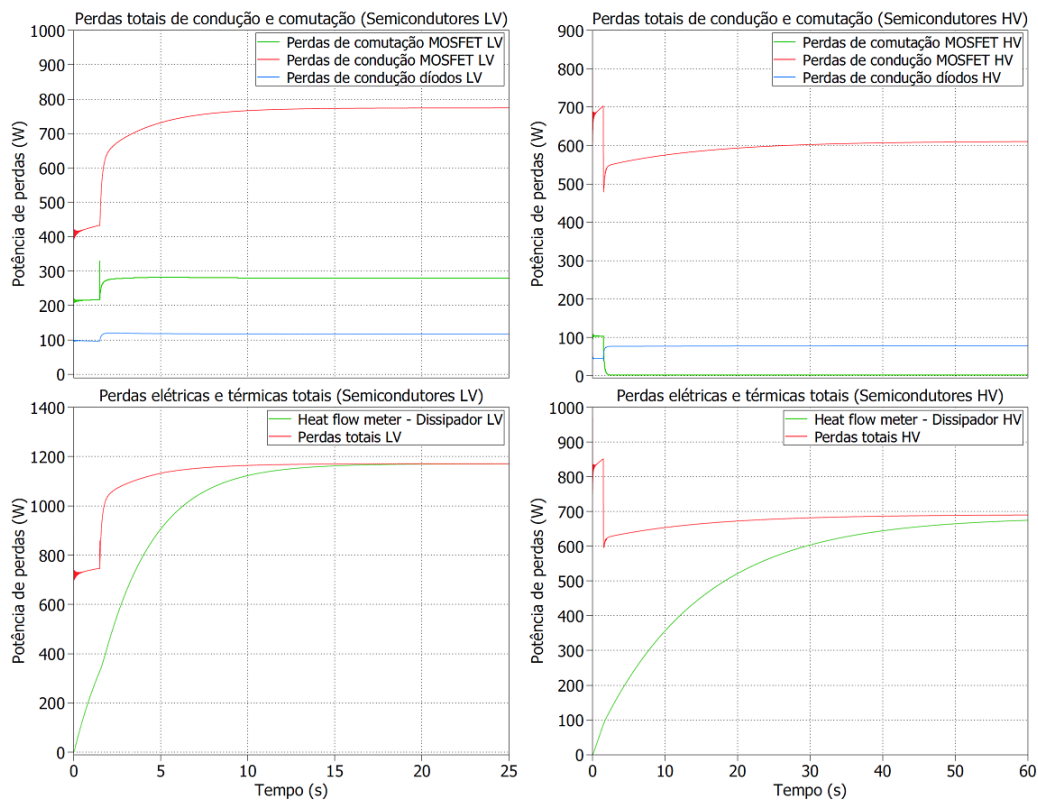 Perdas totais de condução e comutação (Semicondutores LV)
1000
900
800
700
600
500
400
300
200
100
0
Potência de perdas (W)
Perdas de comutação MOSFET LV
Perdas de condução MOSFET LV
Perdas de condução díodos LV
Perdas totais de condução e comutação (Semicondutores HV)
900
800
700
600
500
400
300
200
100
0
Potência de perdas (W)
Perdas de comutação MOSFET HV
Perdas de condução MOSFET HV
Perdas de condução díodos HV
Perdas elétricas e térmicas totais (Semicondutores LV)
1400
1200
1000
800
600
400
200
0
Potência de perdas (W)
Heat flow meter - Dissipador LV
Perdas totais LV
0 5 10 15 20 25
Tempo (s)
Perdas elétricas e térmicas totais (Semicondutores HV)
1000
900
800
700
600
500
400
300
200
100
0
Potência de perdas (W)
Heat flow meter - Dissipador HV
Perdas totais HV
0 10 20 30 40 50 60
Tempo (s)